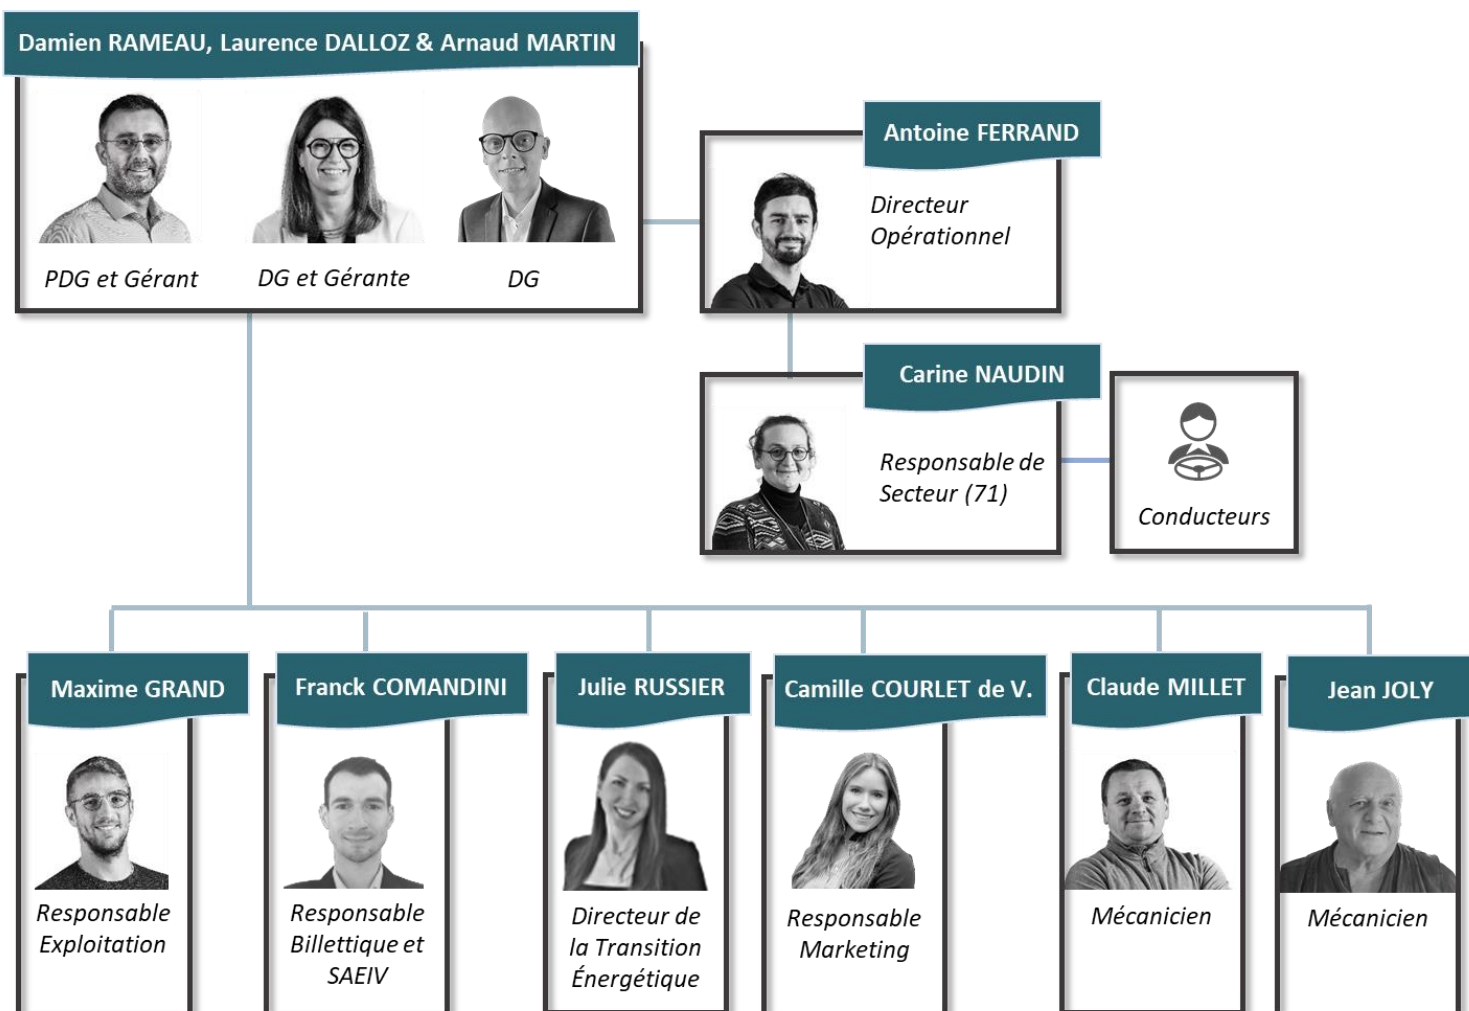 Damien RAMEAU, Laurence DALLOZ & Arnaud MARTIN
PDG et Gérant
DG et Gérante
DG
Antoine FERRAND
Directeur
Opérationnel
Carine NAUDIN
Responsable de
Secteur (71)
Conducteurs
Maxime GRAND
Responsable
Exploitation
Franck COMANDINI
Responsable
Billettique et
SAEIV
Julie RUSSIER
Directeur de
la Transition
Énergétique
Camille COURLET de V.
Responsable
Marketing
Claude MILLET
Mécanicien
Jean JOLY
Mécanicien